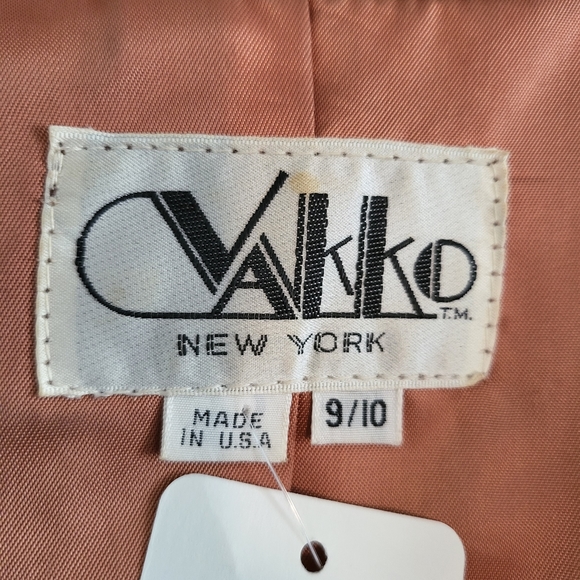 VAKKO
T.M.
NEW YORK
MADE
IN U.S.A
9/10